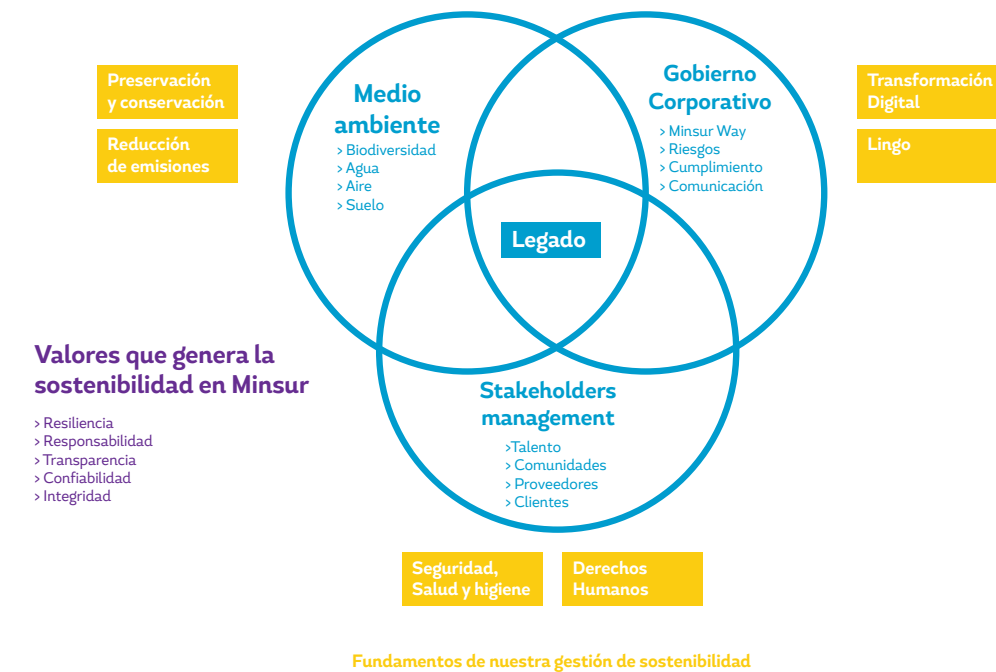 Preservación
y conservación
Reducción
de emisiones
Medio
ambiente
> Biodiversidad
> Agua
> Aire
> Suelo
Gobierno
Corporativo
> Minsur Way
> Riesgos
> Cumplimiento
> Comunicación
Transformación
Digital
Lingo
Legado
Valores que genera la
sostenibilidad en Minsur
> Resiliencia
> Responsabilidad
> Transparencia
> Confiabilidad
> Integridad
Stakeholders
management
>Talento
> Comunidades
> Proveedores
> Clientes
Seguridad,
Salud y higiene
Derechos
Humanos
Fundamentos de nuestra gestión de sostenibilidad